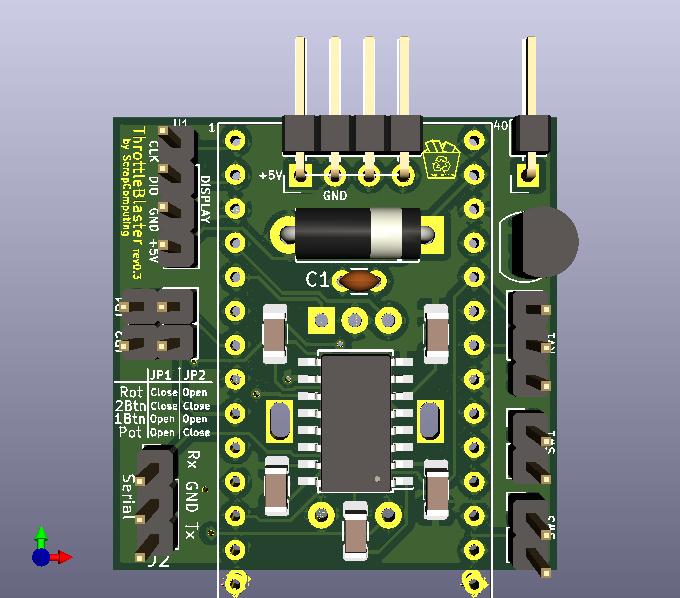 U1
1
40
ThrottleBlaster rev0.3
by ScrapComputing
CLK
DIO
GND
+5V
DISPLAY
+5V
GND
C1
JP1 JP2
Rot Close Open
2Btn Close Close
1Btn Open Open
Pot Open Close
Rx
GND
Tx
Serial
J2